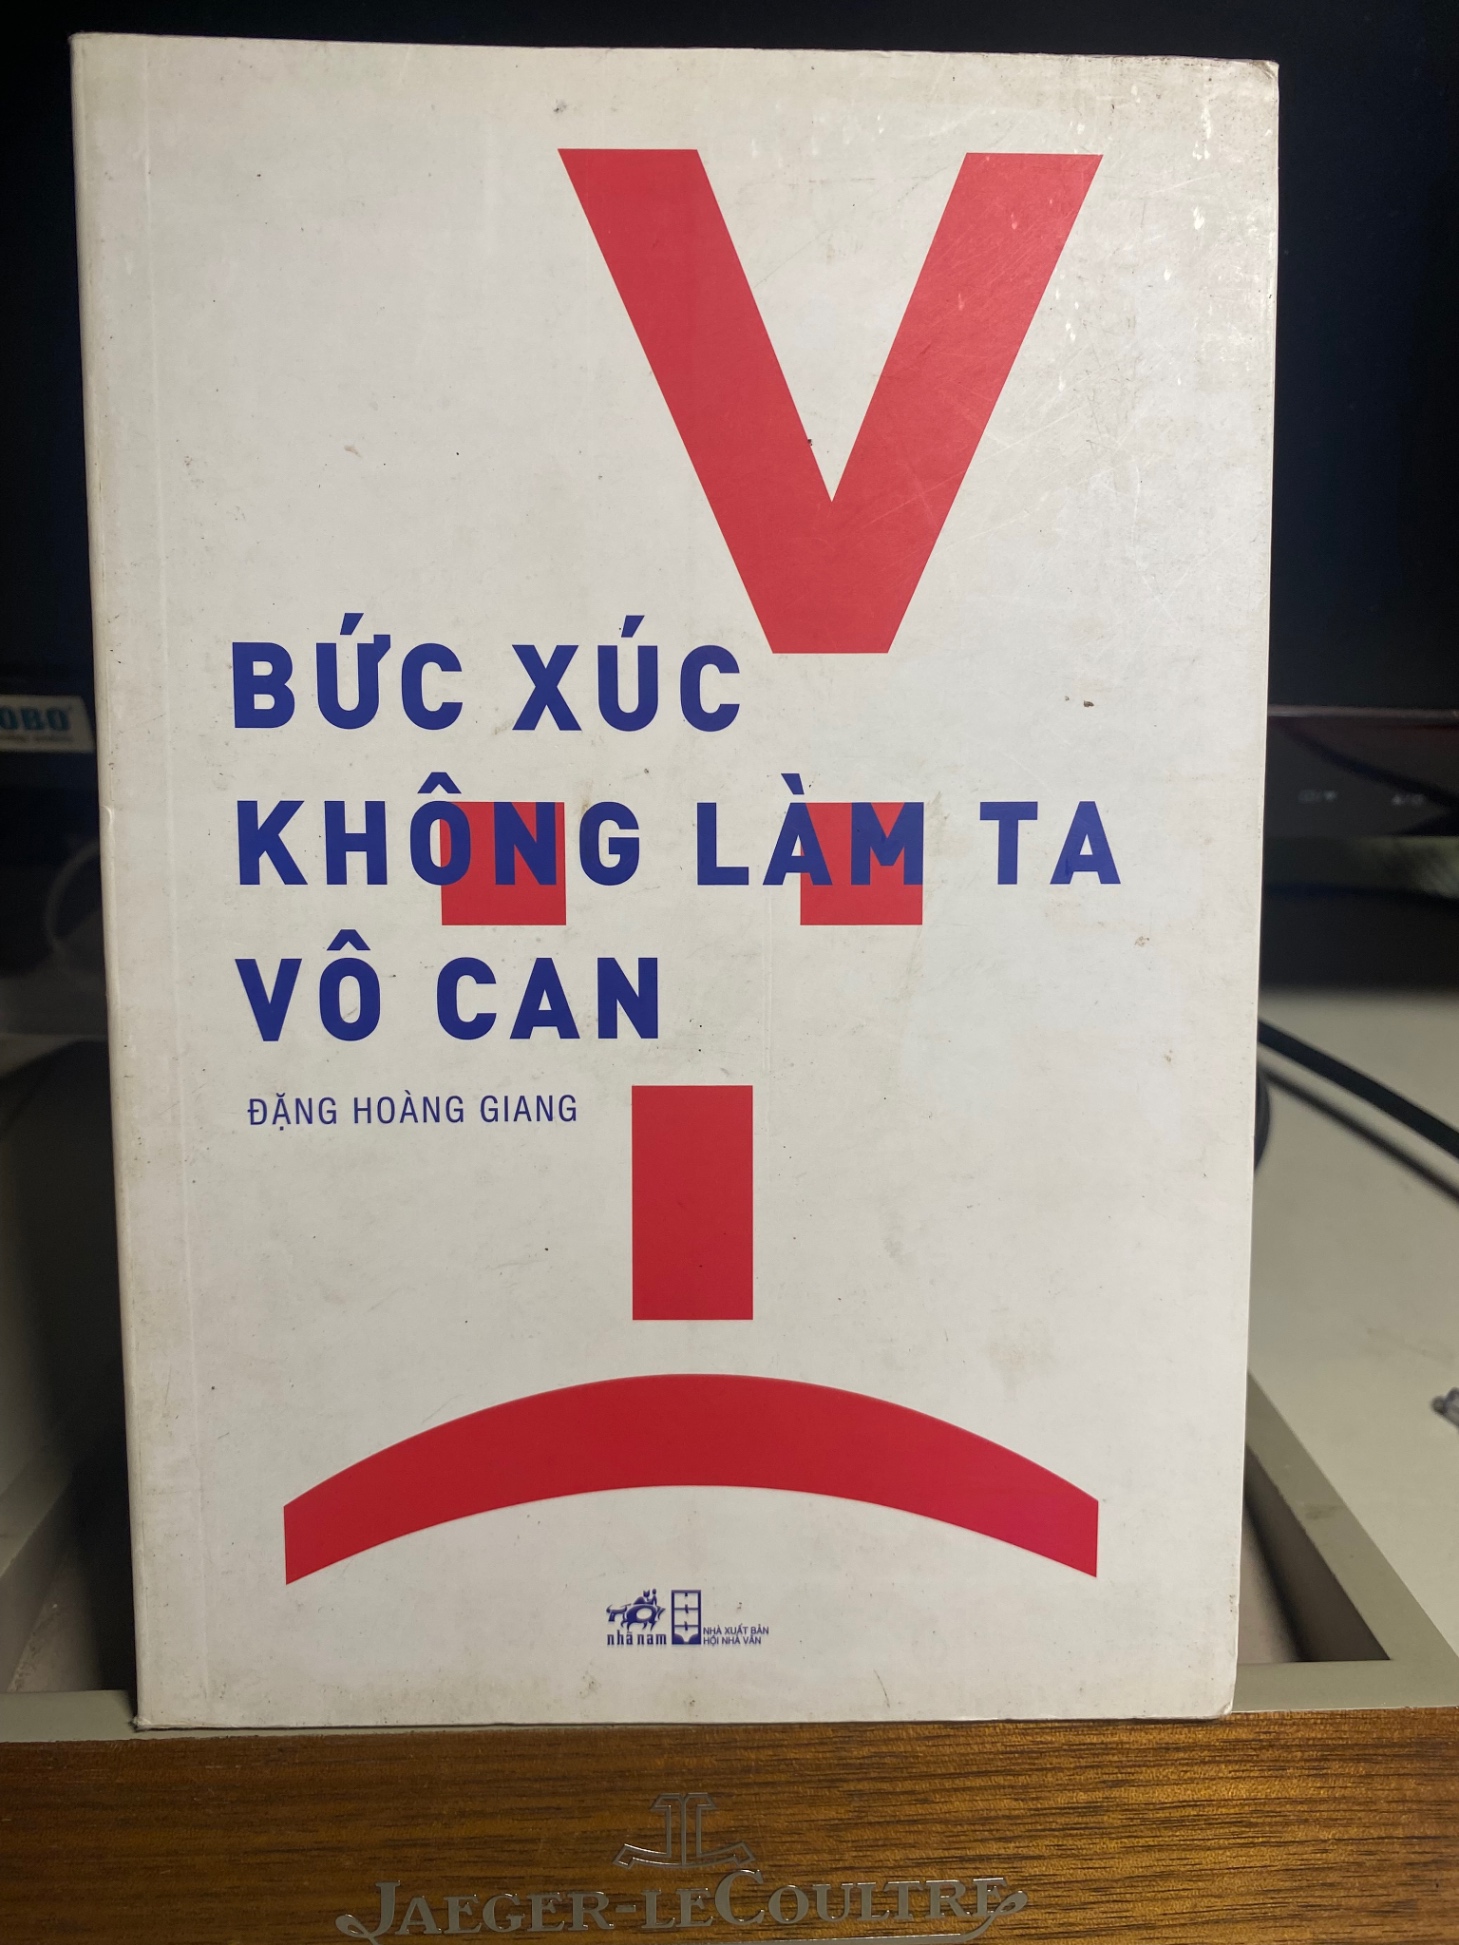 BỨC XÚC
KHÔNG LÀM TA
VÔ CAN
ĐẶNG HOÀNG GIANG
nhã nam
NHÀ XUẤT BẢN
HỘI NHÀ VĂN
JAEGER-LECOULTRE